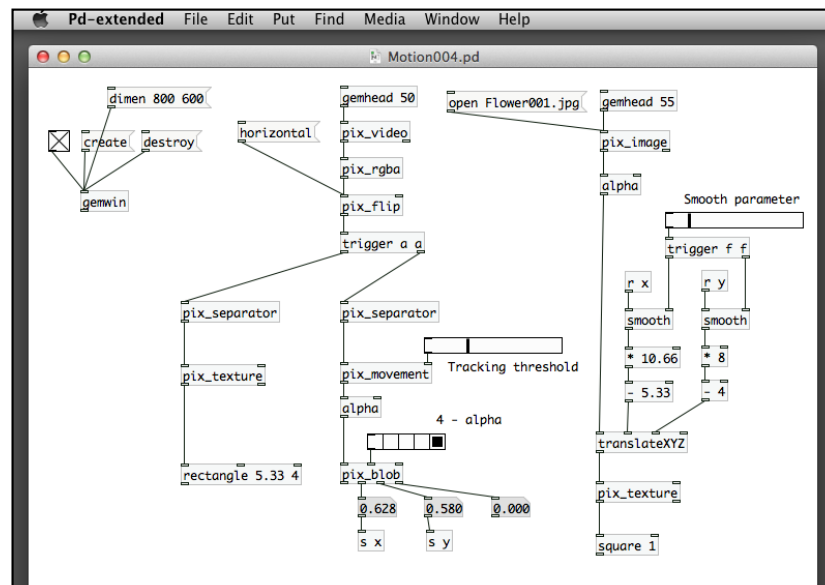 Pd-extended File Edit Put Find Media Window Help
Motion004.pd
dimen 800 600
create
destroy
gemwin
horizontal
gemhead 50
pix_video
pix_rgba
pix_flip
trigger a a
pix_separator
pix_texture
rectangle 5.33 4
pix_separator
Tracking threshold
pix_movement
alpha
4 - alpha
pix_blob
0.628
0.580
0.000
s x
s y
open Flower001.jpg
gemhead 55
pix_image
alpha
Smooth parameter
trigger f f
r x
r y
smooth
smooth
* 10.66
* 8
- 5.33
- 4
translateXYZ
pix_texture
square 1